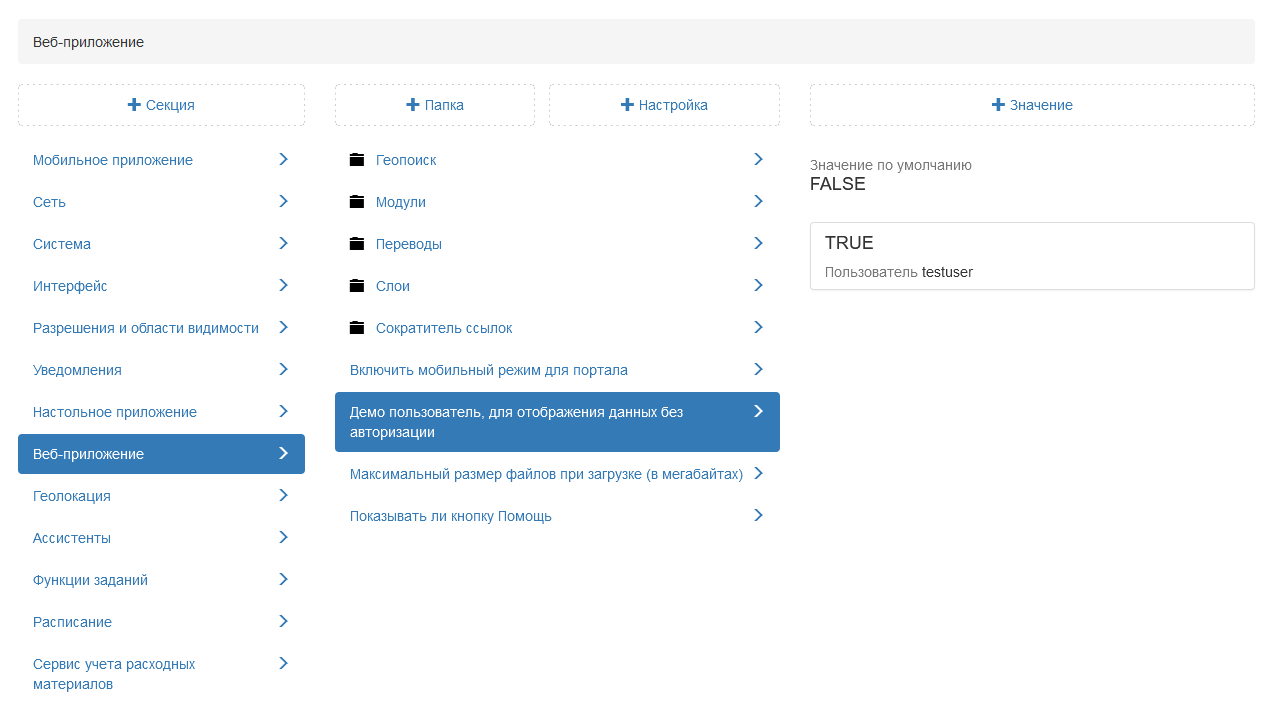 Веб-приложение
Секция
Папка
Настройка
Значение
Мобильное приложение
Сеть
Система
Интерфейс
Разрешения и области видимости
Уведомления
Настольное приложение
Веб-приложение
Геолокация
Ассистенты
Функции заданий
Расписание
Сервис учета расходных
материалов
Геопоиск
Модули
Переводы
Слои
Сократитель ссылок
Включить мобильный режим для портала
Демо пользователь, для отображения данных без
авторизации
Максимальный размер файлов при загрузке (в мегабайтах)
Показывать ли кнопку Помощь
Значение по умолчанию
FALSE
TRUE
Пользователь testuser